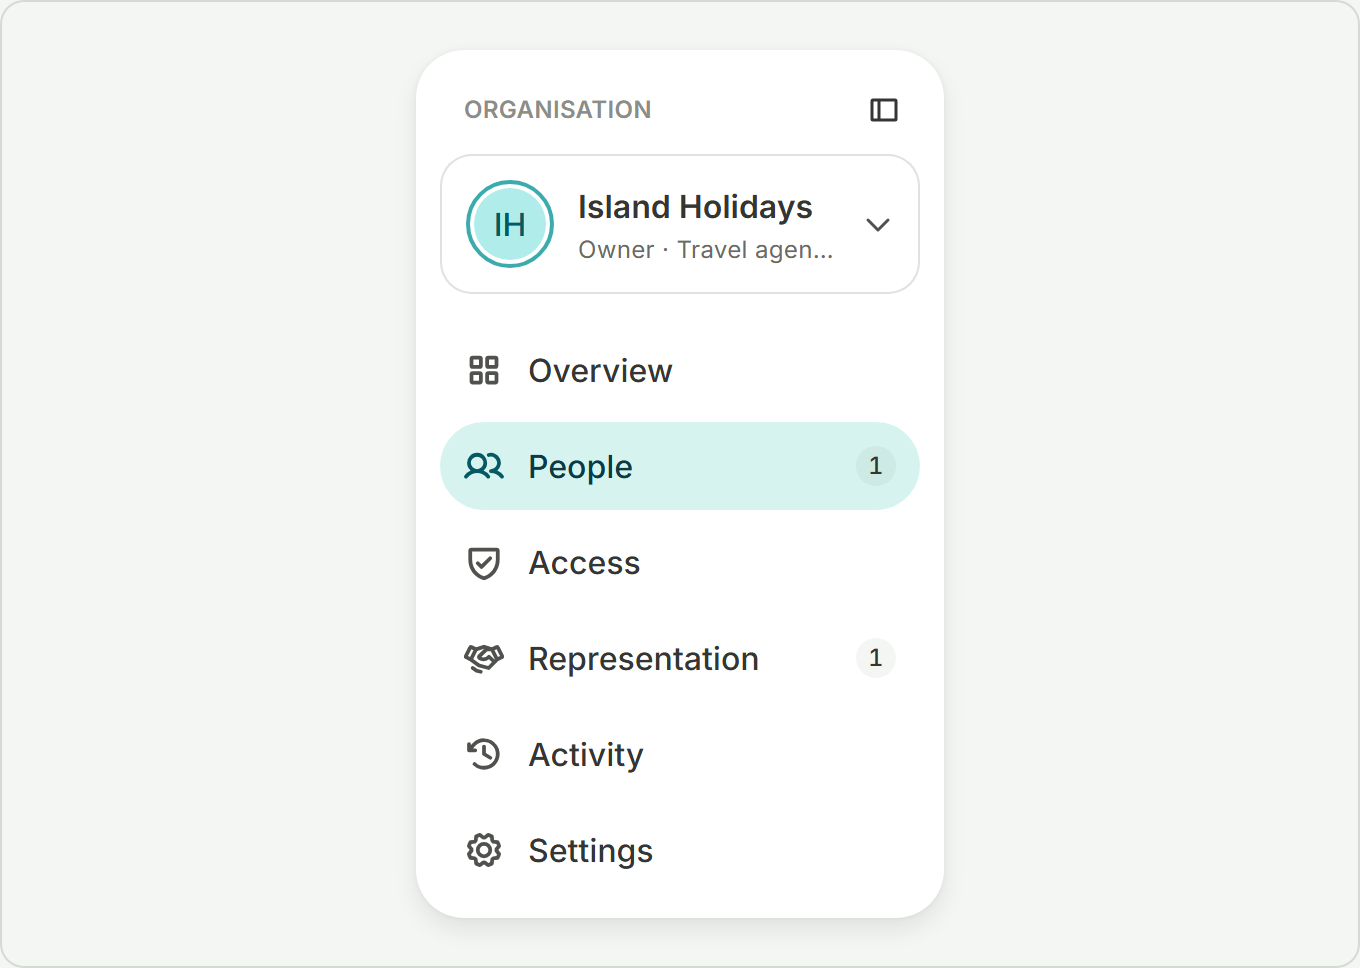 ORGANISATION
IH
Island Holidays
Owner · Travel agen...
Overview
People 1
Access
Representation 1
Activity
Settings